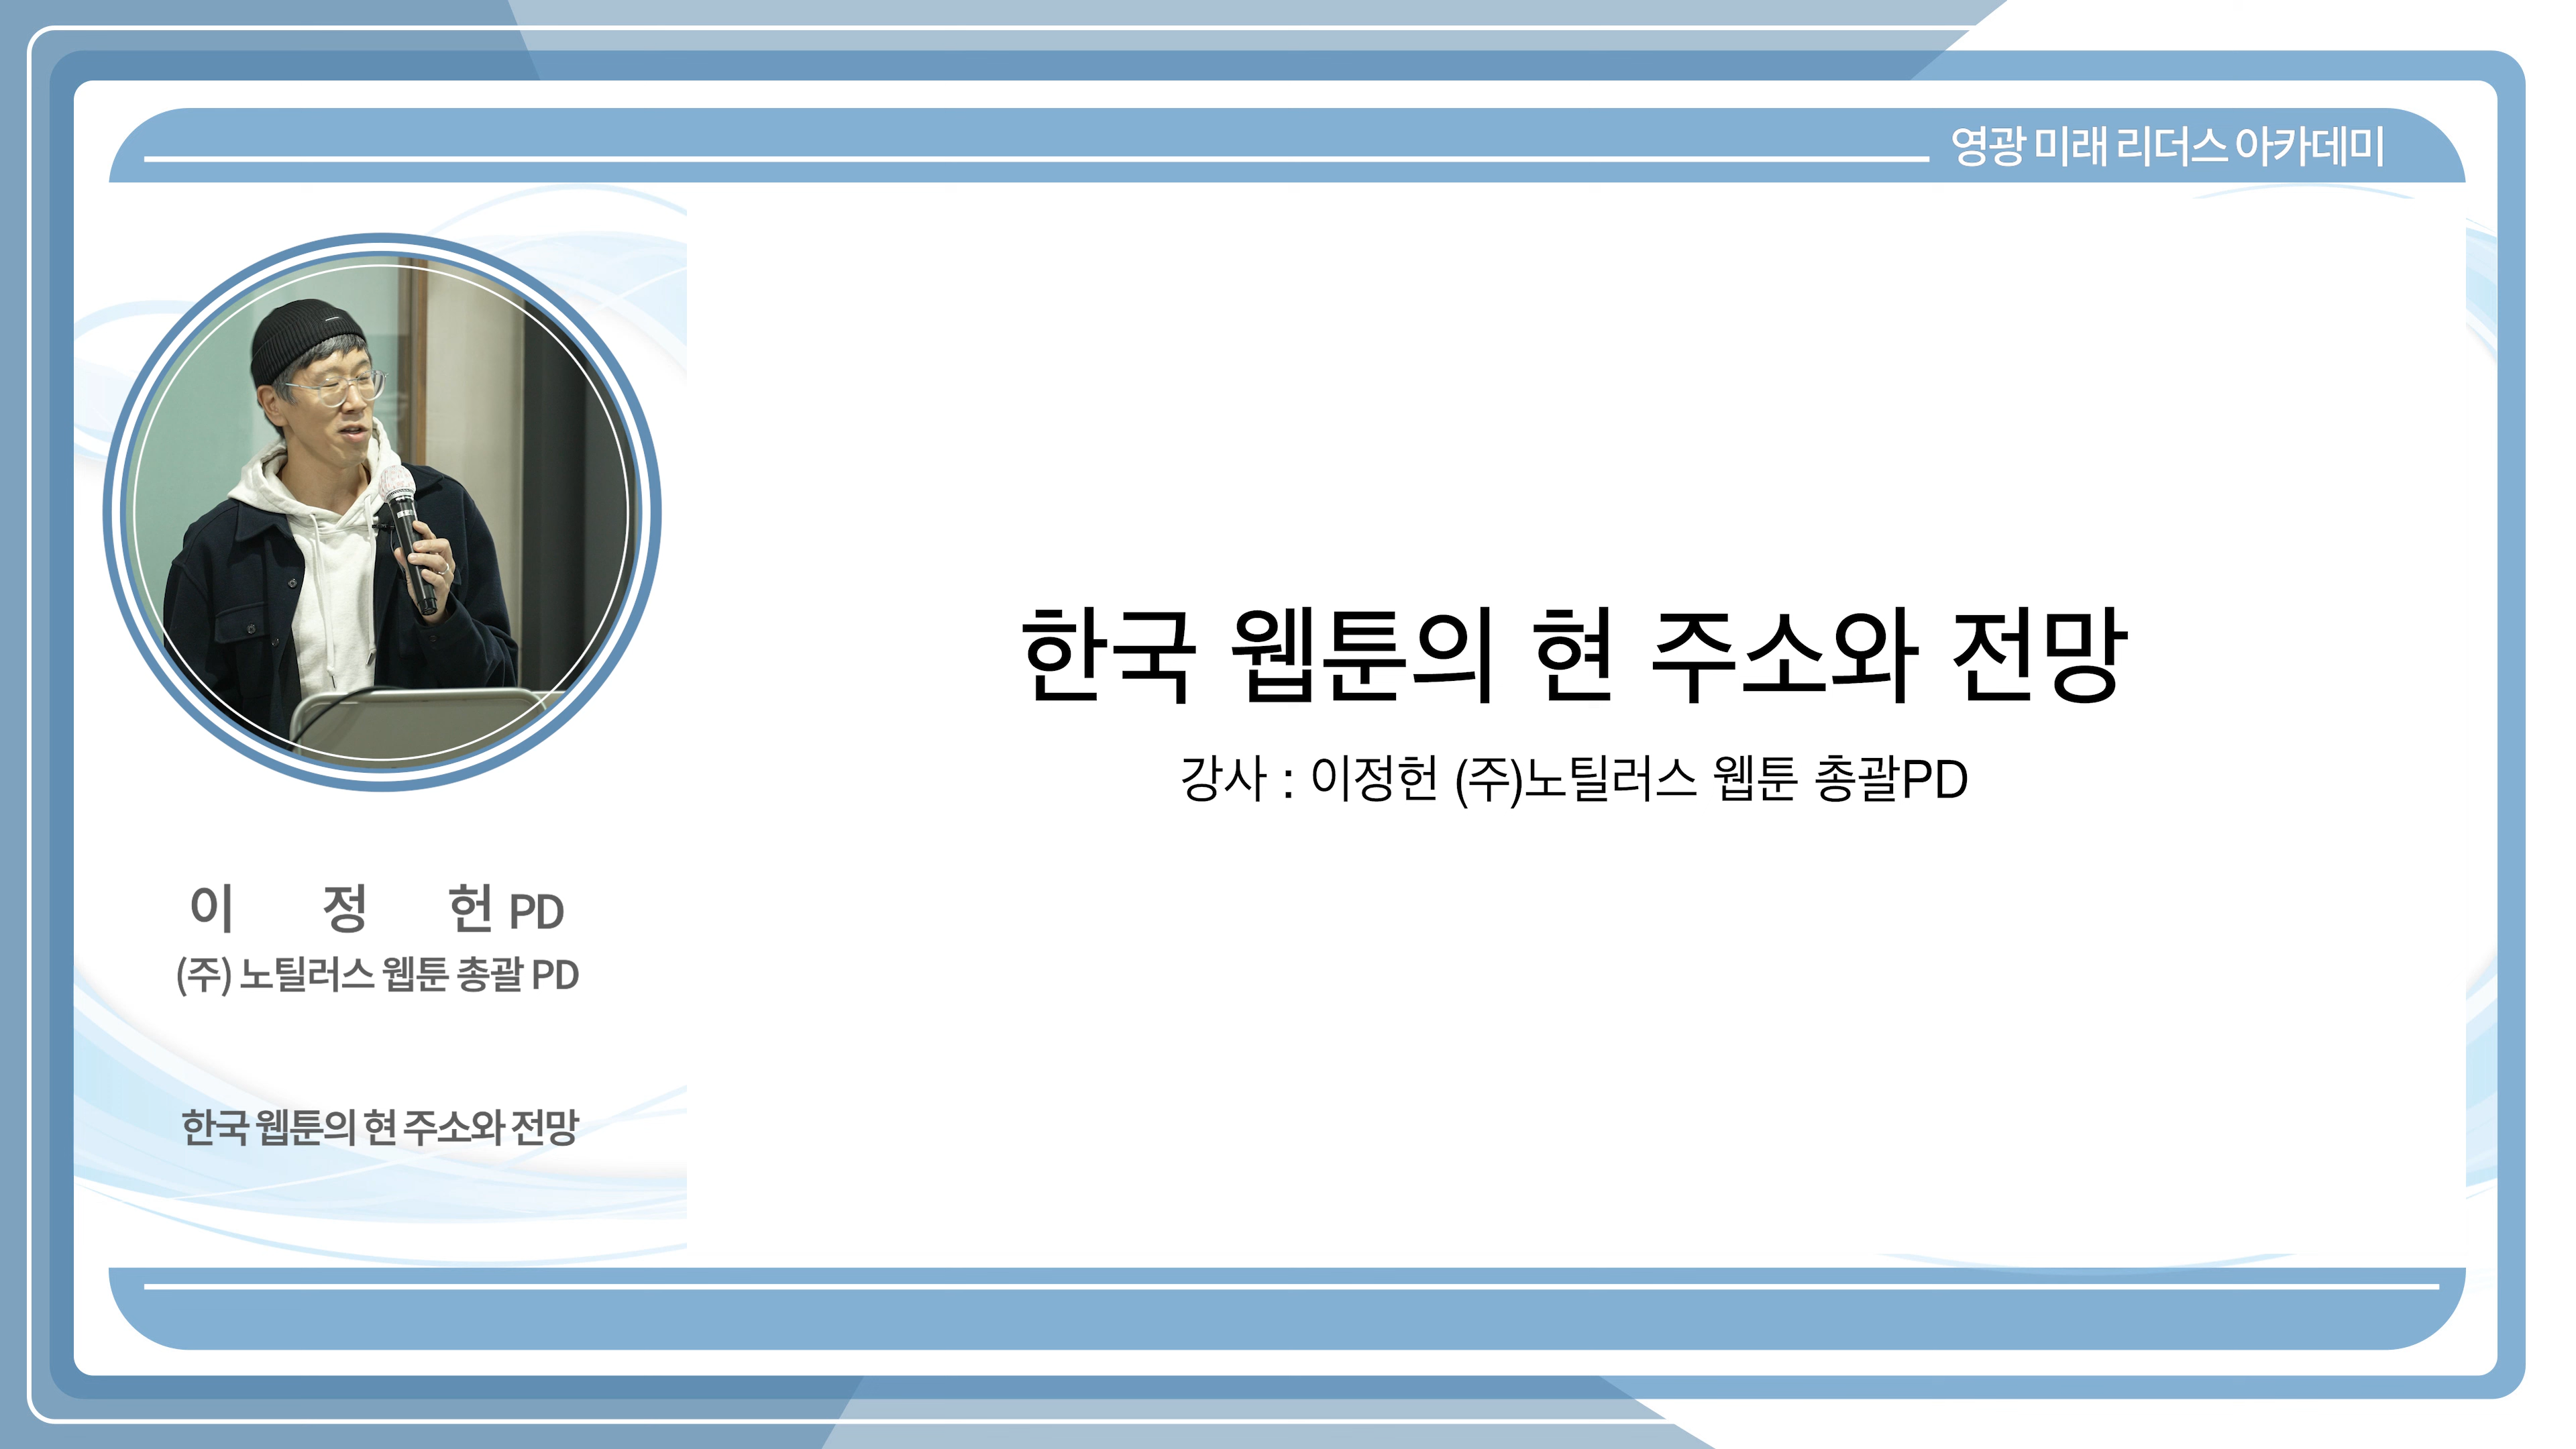 영광 미래 리더스 아카데미
한국 웹툰의 현 주소와 전망
강사 : 이정헌 (주)노틸러스 웹툰 총괄PD
이 정 헌 PD
(주) 노틸러스 웹툰 총괄 PD
한국 웹툰의 현 주소와 전망